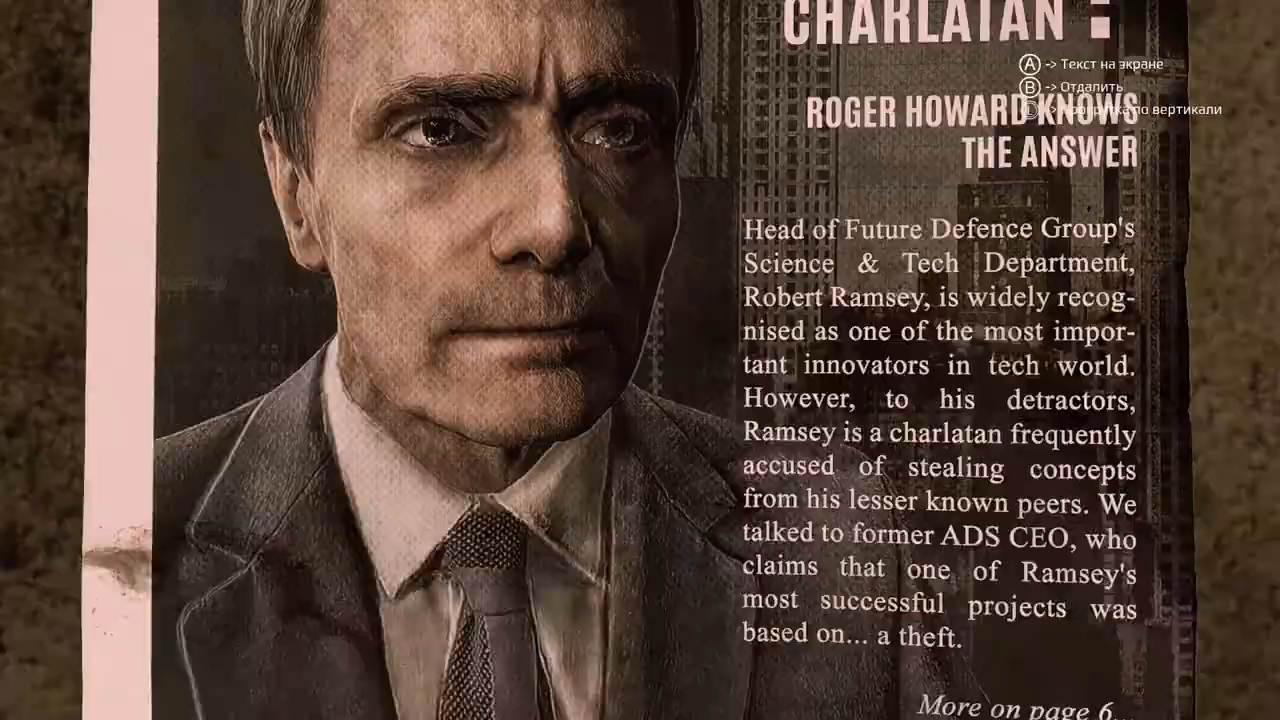 CHARLATAN :
A -> Текст на экране
B -> Отдалить
ROGER HOWARD KNOWS
-> Прокрутка по вертикали
THE ANSWER
Head of Future Defence Group's
Science & Tech Department,
Robert Ramsey, is widely recog-
nised as one of the most impor-
tant innovators in tech world.
However, to his detractors,
Ramsey is a charlatan frequently
accused of stealing concepts
from his lesser known peers. We
talked to former ADS CEO, who
claims that one of Ramsey's
most successful projects was
based on... a theft.
More on page 6